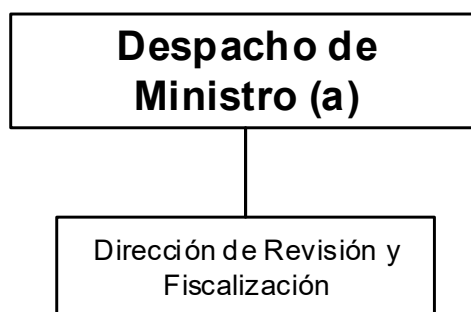 Despacho de
Ministro (a)
Dirección de Revisión y
Fiscalización